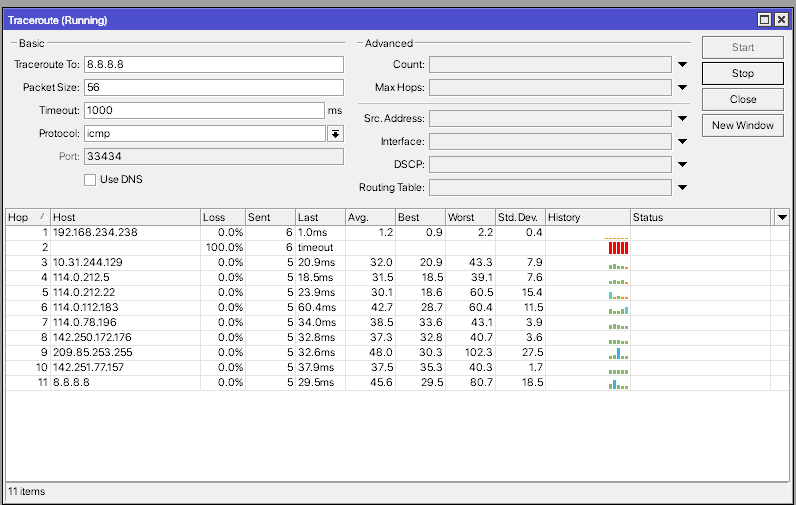 Traceroute (Running)
Basic
Traceroute To: 8.8.8.8
Packet Size: 56
Timeout: 1000 ms
Protocol: icmp
Port: 33434
Use DNS
Advanced
Count:
Max Hops:
Src. Address:
Interface:
DSCP:
Routing Table:
Start
Stop
Close
New Window
Hop / Host Loss Sent Last Avg. Best Worst Std. Dev. History Status
1 192.168.234.238 0.0% 6 1.0ms 1.2 0.9 2.2 0.4
2 100.0% 6 timeout
3 10.31.244.129 0.0% 5 20.9ms 32.0 20.9 43.3 7.9
4 114.0.212.5 0.0% 5 18.5ms 31.5 18.5 39.1 7.6
5 114.0.212.22 0.0% 5 23.9ms 30.1 18.6 60.5 15.4
6 114.0.112.183 0.0% 5 60.4ms 42.7 28.7 60.4 11.5
7 114.0.78.196 0.0% 5 34.0ms 38.5 33.6 43.1 3.9
8 142.250.172.176 0.0% 5 32.8ms 37.3 32.8 40.7 3.6
9 209.85.253.255 0.0% 5 32.6ms 48.0 30.3 102.3 27.5
10 142.251.77.157 0.0% 5 37.9ms 37.5 35.3 40.3 1.7
11 8.8.8.8 0.0% 5 29.5ms 45.6 29.5 80.7 18.5
11 items